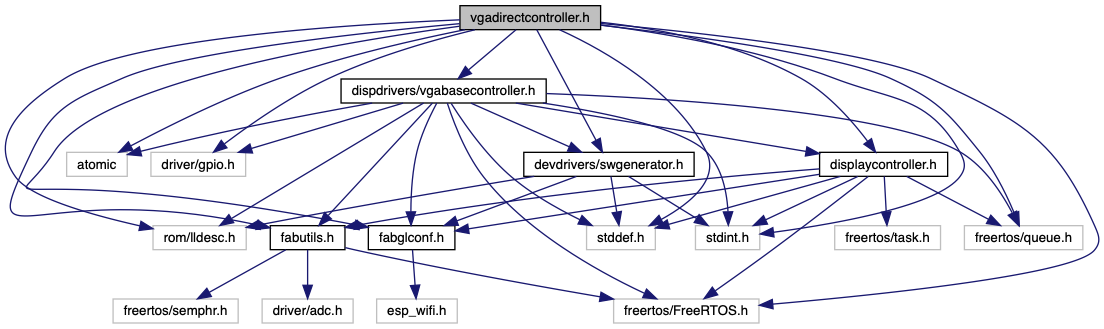 vgadirectcontroller.h
dispdrivers/vgabasecontroller.h
atomic
driver/gpio.h
devdrivers/swgenerator.h
displaycontroller.h
rom/lldesc.h
fabutils.h
fabglconf.h
stddef.h
stdint.h
freertos/task.h
freertos/queue.h
freertos/semphr.h
driver/adc.h
esp_wifi.h
freertos/FreeRTOS.h